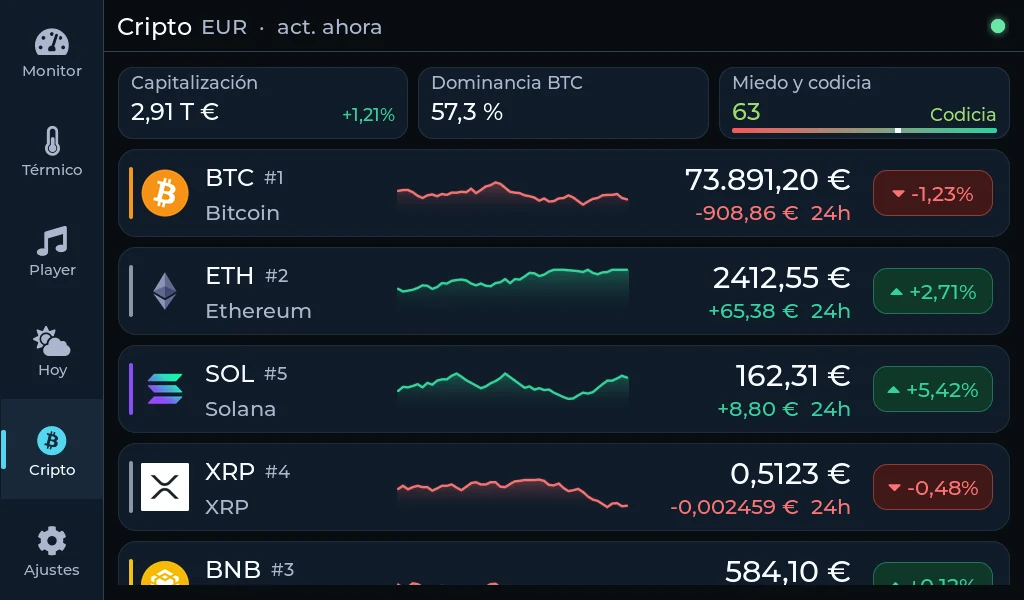 Cripto EUR · act. ahora
Monitor
Térmico
Player
Hoy
Cripto
Ajustes
Capitalización
2,91 T € +1,21%
Dominancia BTC
57,3 %
Miedo y codicia
63 Codicia
BTC #1
Bitcoin
73.891,20 €
-908,86 € 24h
-1,23%
ETH #2
Ethereum
2412,55 €
+65,38 € 24h
+2,71%
SOL #5
Solana
162,31 €
+8,80 € 24h
+5,42%
XRP #4
XRP
0,5123 €
-0,002459 € 24h
-0,48%
BNB #3
584,10 €
+0,12%